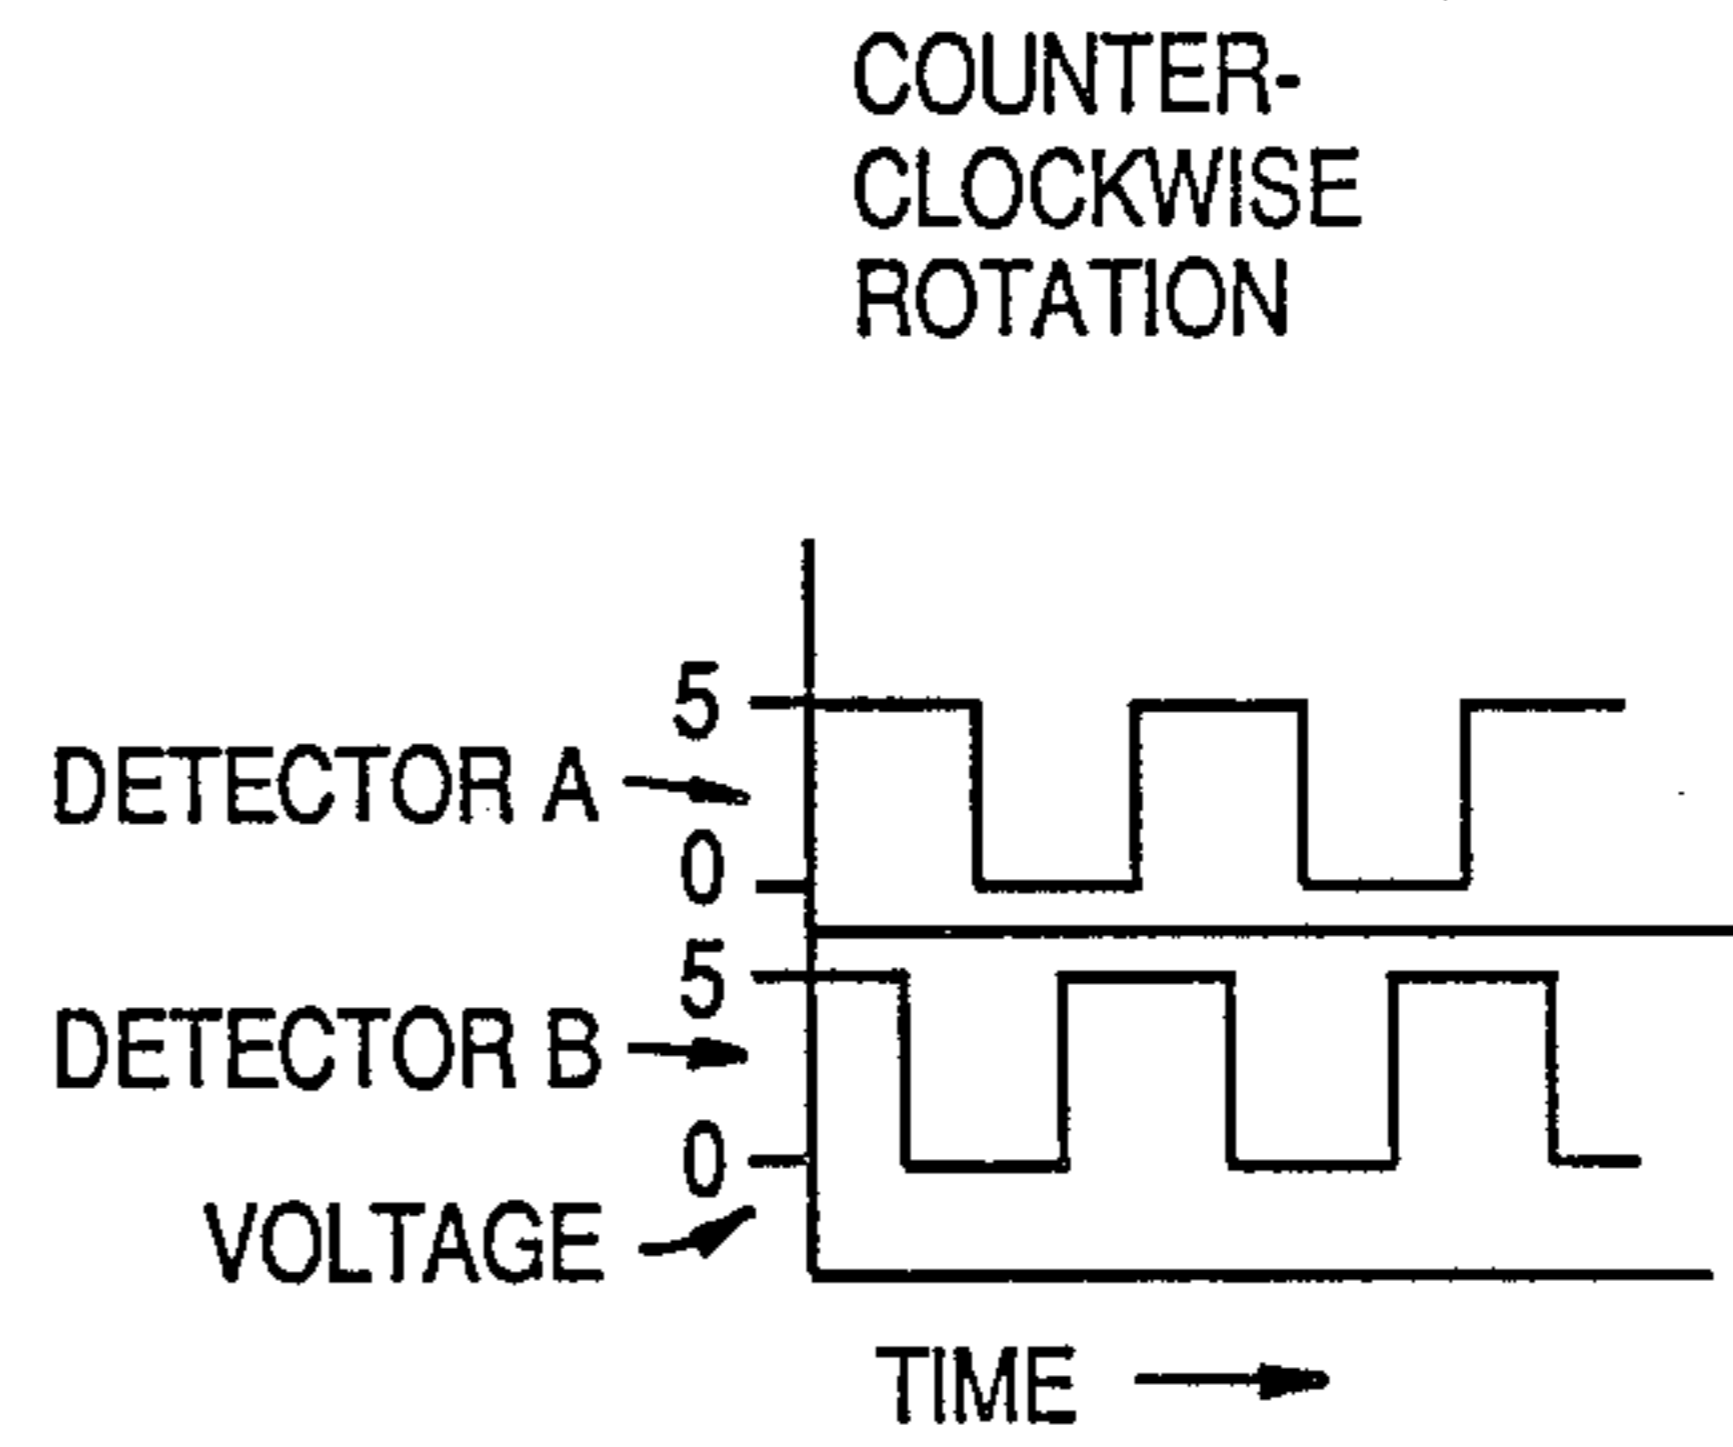 COUNTER-
CLOCKWISE
ROTATION
5
DETECTOR A
0
5
DETECTOR B
0
VOLTAGE
TIME